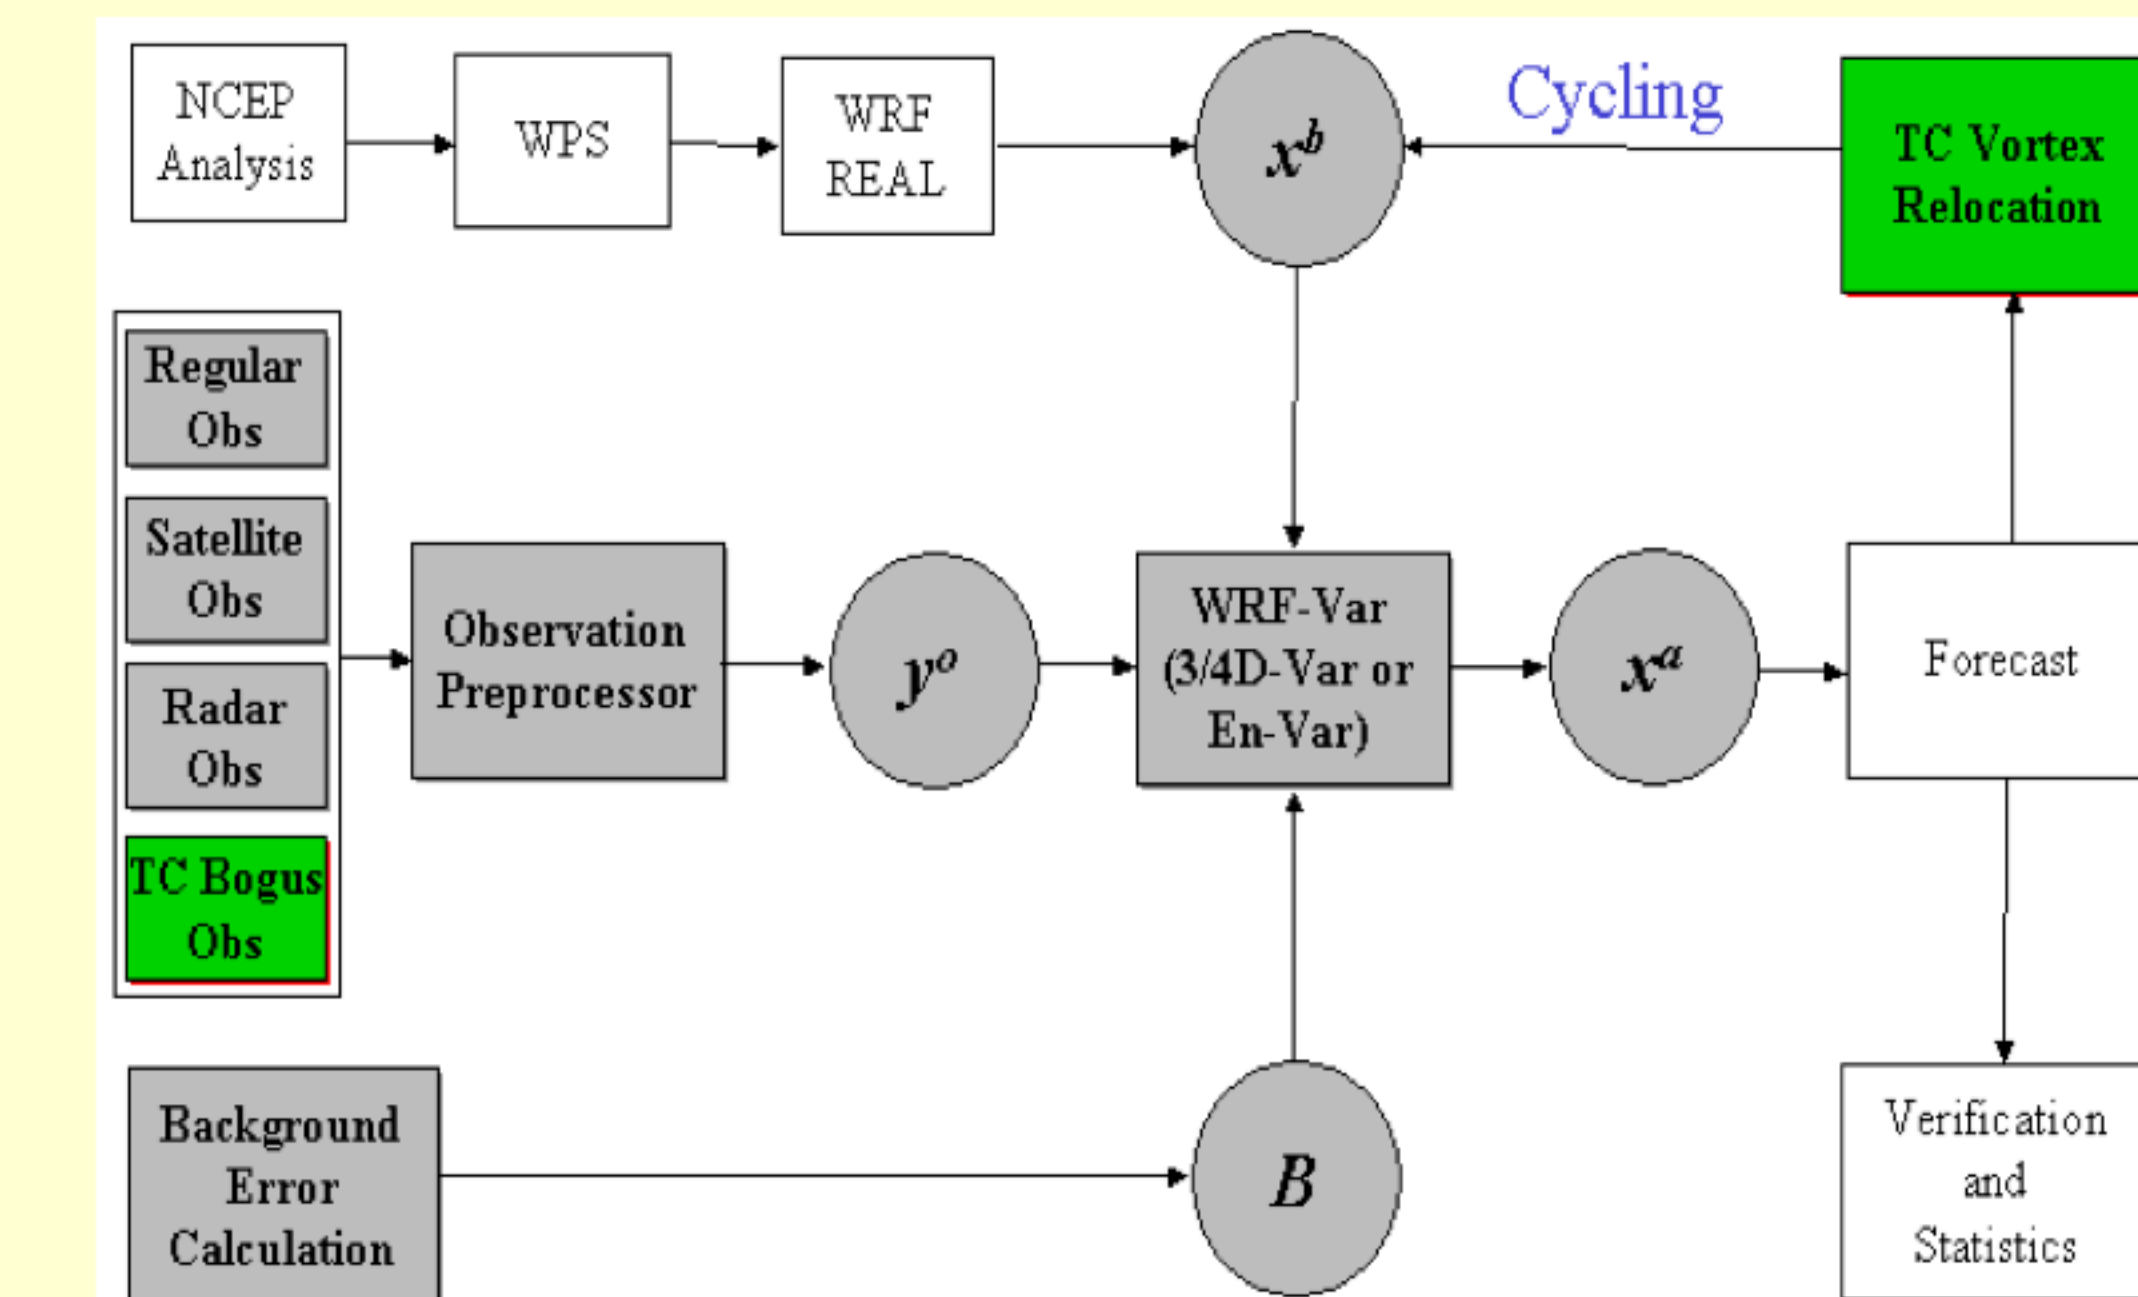 NCEP
Analysis
WPS
WRF
REAL
x^b
Cycling
TC Vortex
Relocation
Regular
Obs
Satellite
Obs
Radar
Obs
TC Bogus
Obs
Observation
Preprocessor
y^o
WRF-Var
(3/4D-Var or
En-Var)
x^a
Forecast
Background
Error
Calculation
B
Verification
and
Statistics